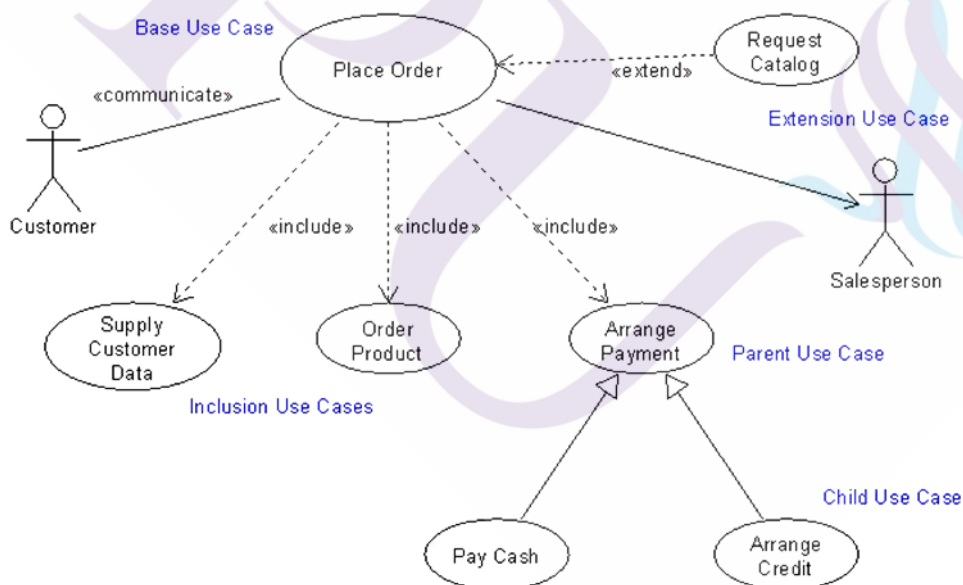 Base Use Case
Place Order
Request
Catalog
«extend»
«communicate»
Extension Use Case
Customer
«include»
«include»
«include»
Salesperson
Supply
Customer
Data
Order
Product
Arrange
Payment
Parent Use Case
Inclusion Use Cases
Child Use Case
Pay Cash
Arrange
Credit